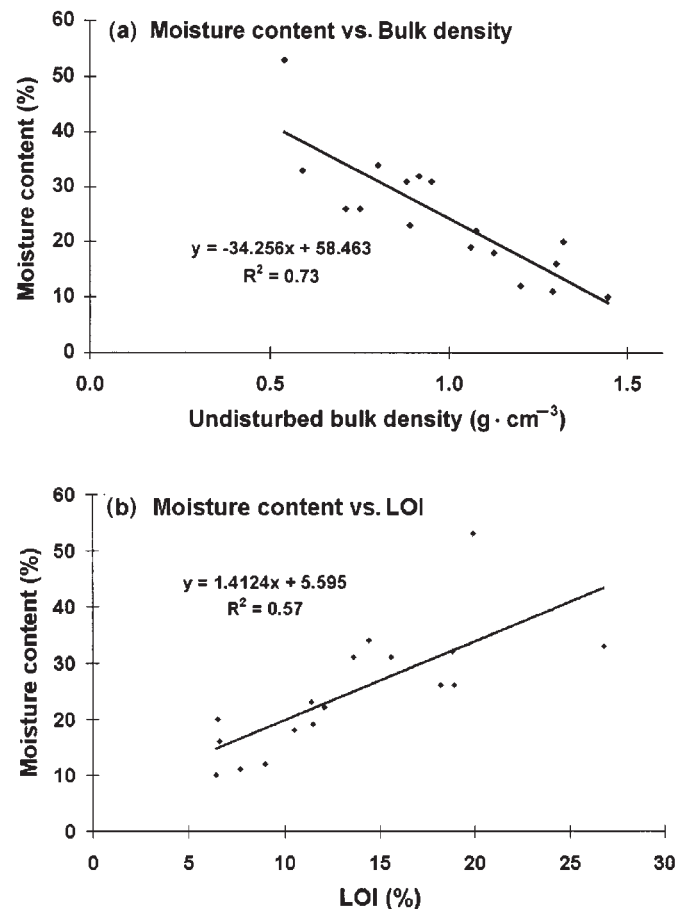 (a) Moisture content vs. Bulk density
60
50
40
30
20
10
0
Moisture content (%)
y = -34.256x + 58.463
R² = 0.73
0.0 0.5 1.0 1.5
Undisturbed bulk density (g · cm⁻³)
(b) Moisture content vs. LOI
60
50
40
30
20
10
0
Moisture content (%)
y = 1.4124x + 5.595
R² = 0.57
0 5 10 15 20 25 30
LOI (%)